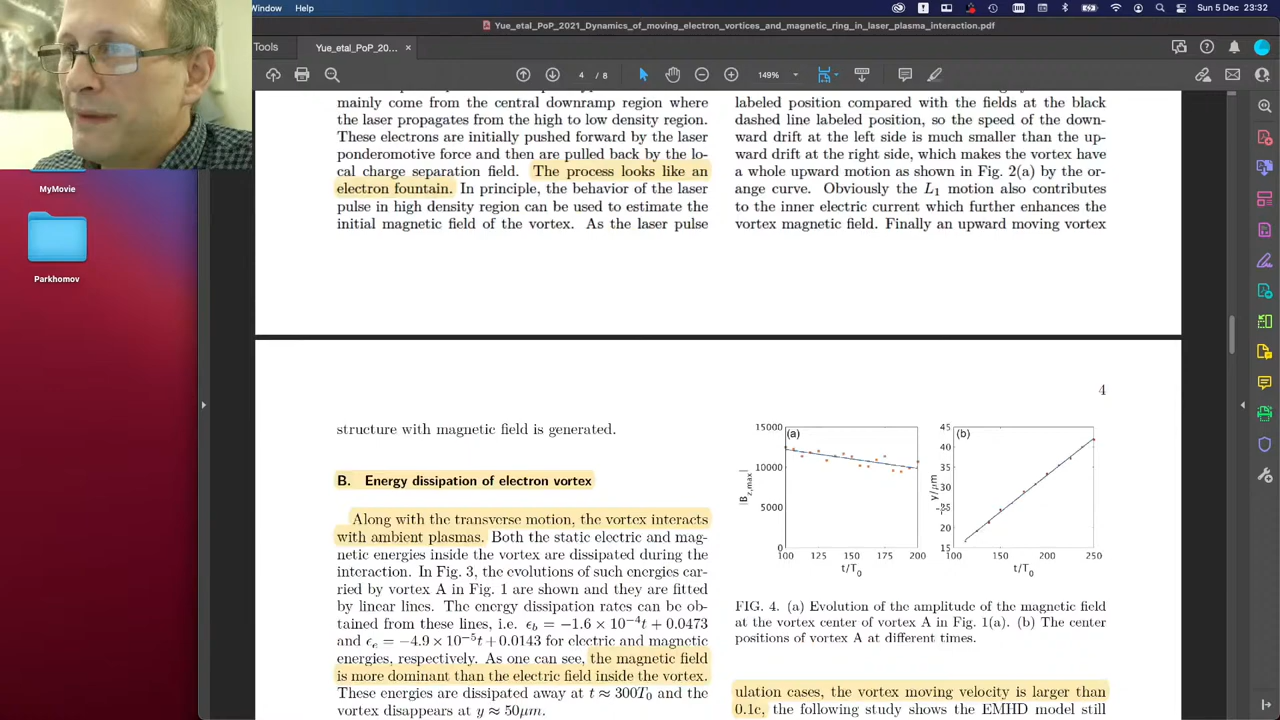 Window Help
Sun 5 Dec 23:32
Yue_etal_PoP_2021_Dynamics_of_moving_electron_vortices_and_magnetic_ring_in_laser_plasma_interaction.pdf
Tools
Yue_etal_PoP_20... ×
4 / 8
149%
MyMovie
Parkhomov
mainly come from the central downramp region where
the laser propagates from the high to low density region.
These electrons are initially pushed forward by the laser
ponderomotive force and then are pulled back by the lo-
cal charge separation field. The process looks like an
electron fountain. In principle, the behavior of the laser
pulse in high density region can be used to estimate the
initial magnetic field of the vortex. As the laser pulse
labeled position compared with the fields at the black
dashed line labeled position, so the speed of the down-
ward drift at the left side is much smaller than the up-
ward drift at the right side, which makes the vortex have
a whole upward motion as shown in Fig. 2(a) by the or-
ange curve. Obviously the L₁ motion also contributes
to the inner electric current which further enhances the
vortex magnetic field. Finally an upward moving vortex
4
structure with magnetic field is generated.
B. Energy dissipation of electron vortex
Along with the transverse motion, the vortex interacts
with ambient plasmas. Both the static electric and mag-
netic energies inside the vortex are dissipated during the
interaction. In Fig. 3, the evolutions of such energies car-
ried by vortex A in Fig. 1 are shown and they are fitted
by linear lines. The energy dissipation rates can be ob-
tained from these lines, i.e. ϵb = −1.6 × 10⁻⁴t + 0.0473
and ϵe = −4.9 × 10⁻⁵t + 0.0143 for electric and magnetic
energies, respectively. As one can see, the magnetic field
is more dominant than the electric field inside the vortex.
These energies are dissipated away at t ≈ 300T₀ and the
vortex disappears at y ≈ 50μm.
(a)
15000
10000
5000
0
|Bz,max|
100 125 150 175 200
t/T₀
(b)
45
40
35
30
20
15
y/μm
100 150 200 250
t/T₀
FIG. 4. (a) Evolution of the amplitude of the magnetic field
at the vortex center of vortex A in Fig. 1(a). (b) The center
positions of vortex A at different times.
ulation cases, the vortex moving velocity is larger than
0.1c, the following study shows the EMHD model still